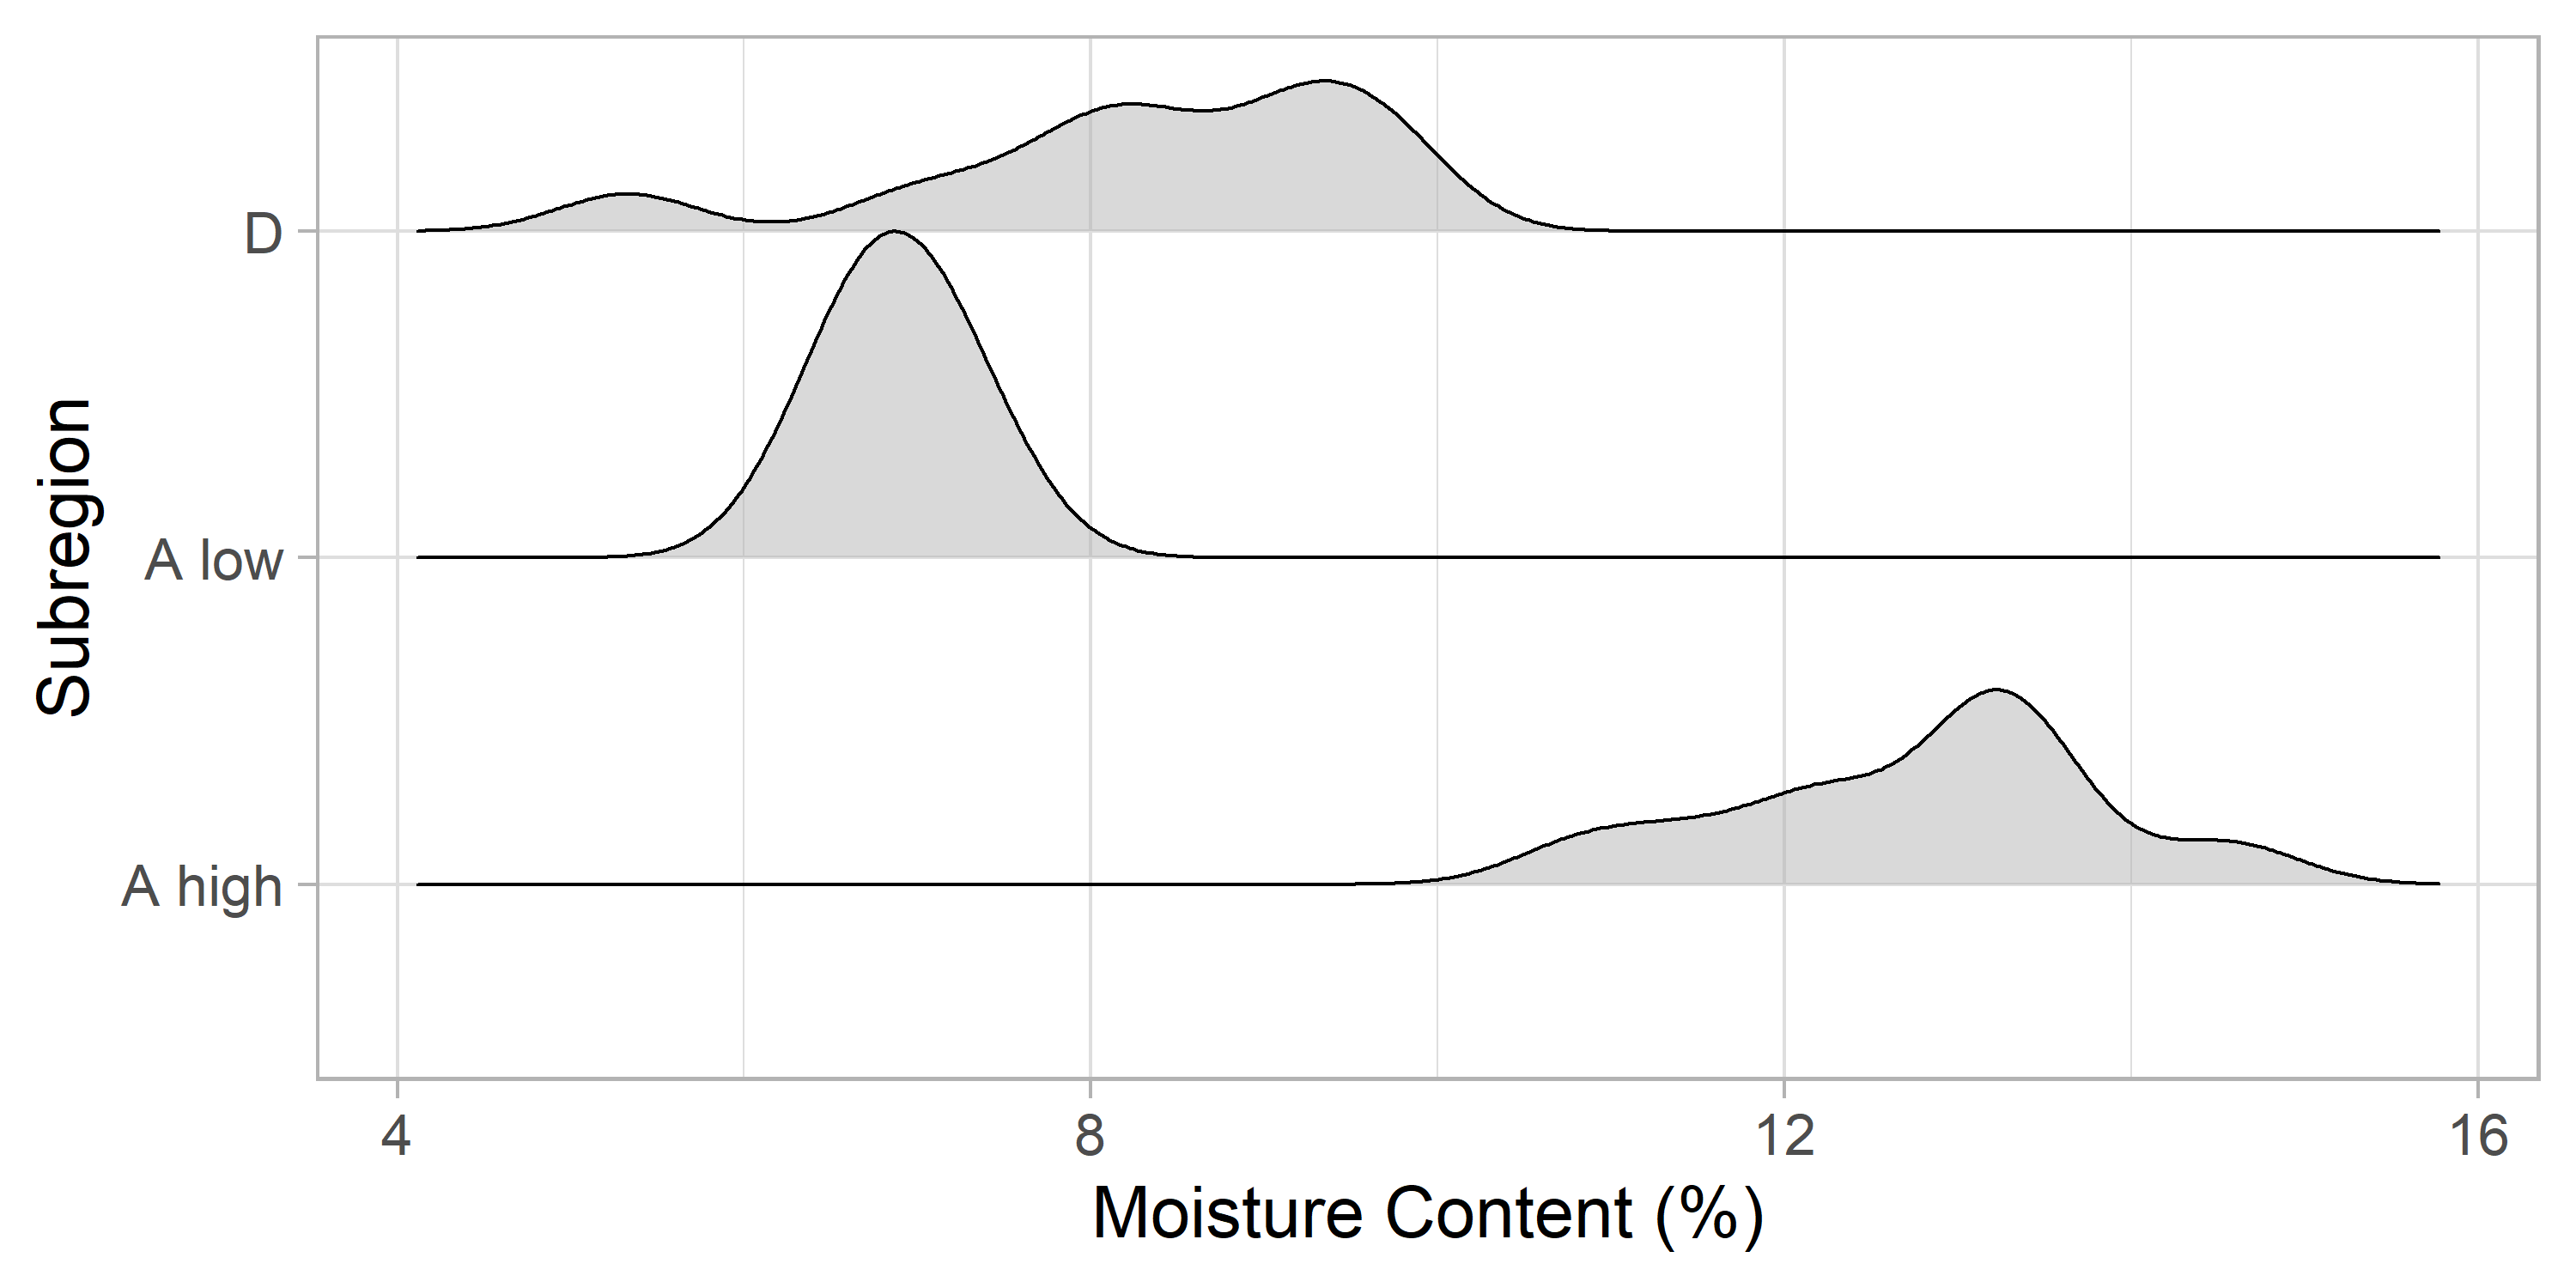 Subregion
D
A low
A high
4 8 12 16
Moisture Content (%)